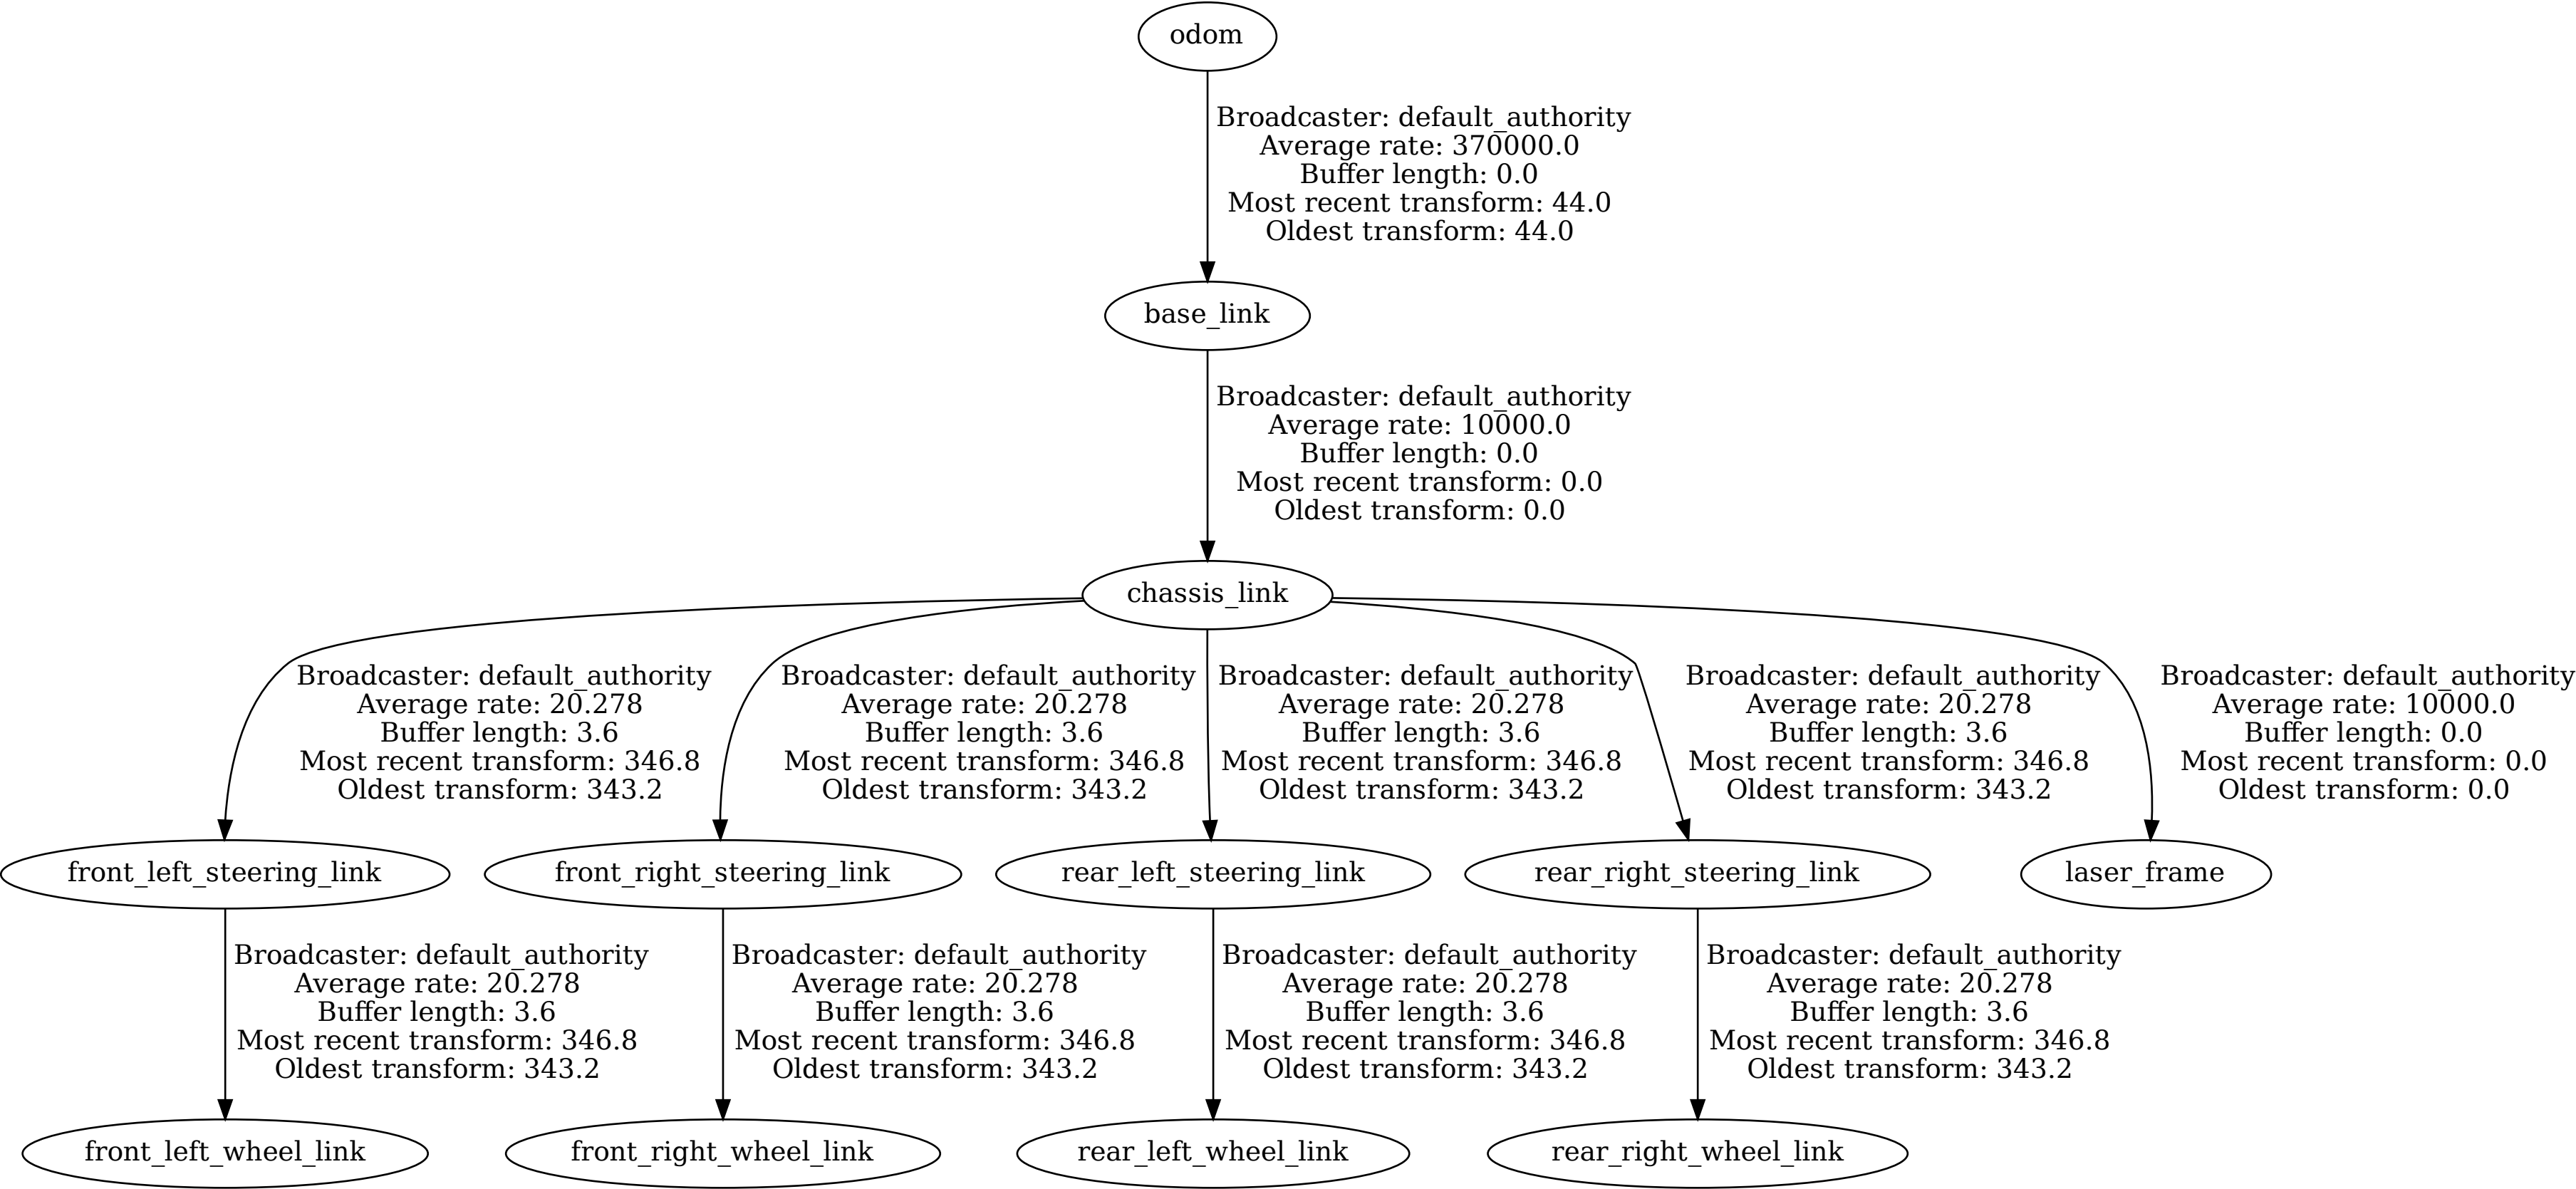 odom
Broadcaster: default_authority
Average rate: 370000.0
Buffer length: 0.0
Most recent transform: 44.0
Oldest transform: 44.0
base_link
Broadcaster: default_authority
Average rate: 10000.0
Buffer length: 0.0
Most recent transform: 0.0
Oldest transform: 0.0
chassis_link
Broadcaster: default_authority
Average rate: 20.278
Buffer length: 3.6
Most recent transform: 346.8
Oldest transform: 343.2
Broadcaster: default_authority
Average rate: 20.278
Buffer length: 3.6
Most recent transform: 346.8
Oldest transform: 343.2
Broadcaster: default_authority
Average rate: 20.278
Buffer length: 3.6
Most recent transform: 346.8
Oldest transform: 343.2
Broadcaster: default_authority
Average rate: 20.278
Buffer length: 3.6
Most recent transform: 346.8
Oldest transform: 343.2
Broadcaster: default_authority
Average rate: 10000.0
Buffer length: 0.0
Most recent transform: 0.0
Oldest transform: 0.0
front_left_steering_link
front_right_steering_link
rear_left_steering_link
rear_right_steering_link
laser_frame
Broadcaster: default_authority
Average rate: 20.278
Buffer length: 3.6
Most recent transform: 346.8
Oldest transform: 343.2
Broadcaster: default_authority
Average rate: 20.278
Buffer length: 3.6
Most recent transform: 346.8
Oldest transform: 343.2
Broadcaster: default_authority
Average rate: 20.278
Buffer length: 3.6
Most recent transform: 346.8
Oldest transform: 343.2
Broadcaster: default_authority
Average rate: 20.278
Buffer length: 3.6
Most recent transform: 346.8
Oldest transform: 343.2
front_left_wheel_link
front_right_wheel_link
rear_left_wheel_link
rear_right_wheel_link